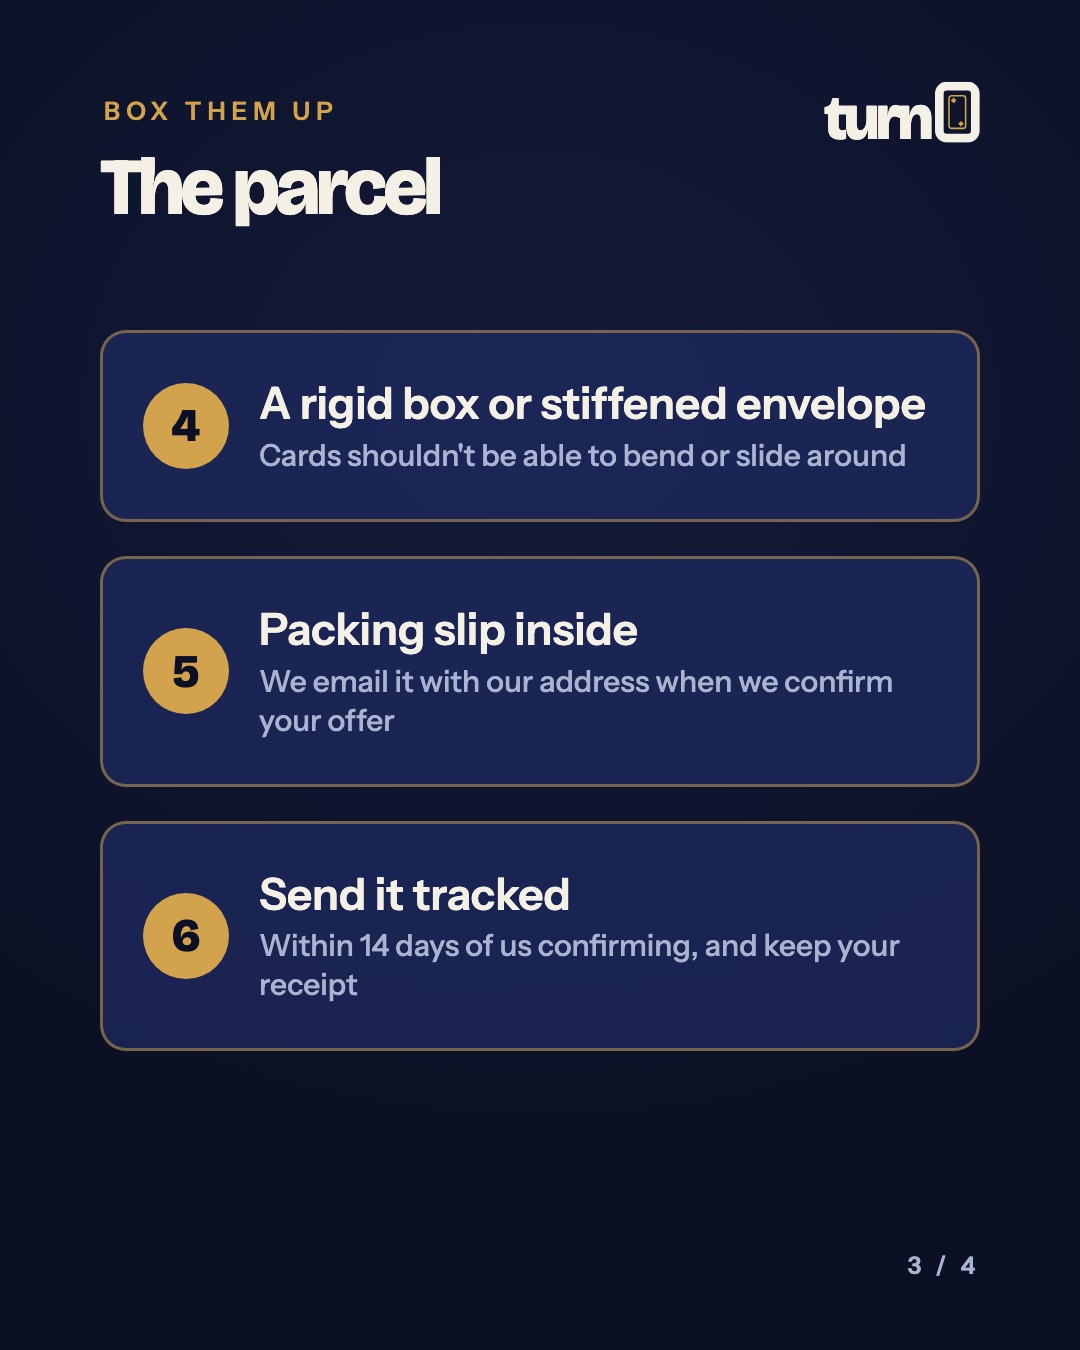 BOX THEM UP
turn0
The parcel
4
A rigid box or stiffened envelope
Cards shouldn't be able to bend or slide around
5
Packing slip inside
We email it with our address when we confirm
your offer
6
Send it tracked
Within 14 days of us confirming, and keep your
receipt
3 / 4